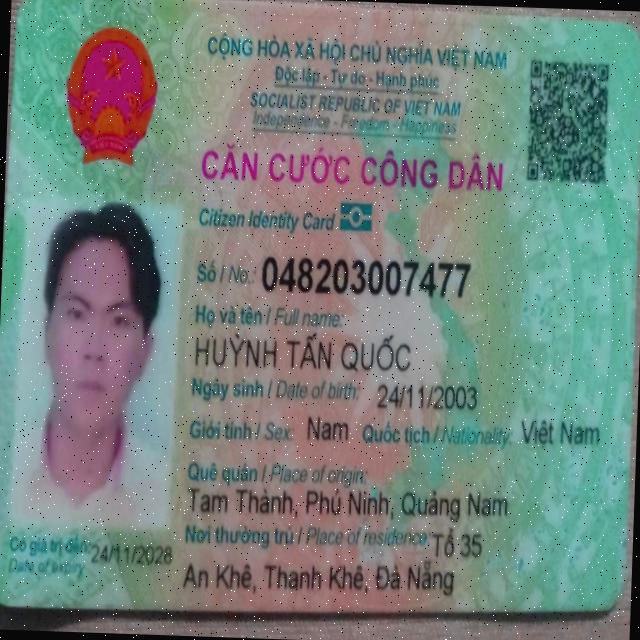 CỘNG HÒA XÃ HỘI CHỦ NGHĨA VIỆT NAM
Độc lập - Tự do - Hạnh phúc
SOCIALIST REPUBLIC OF VIET NAM
Independence - Freedom - Happiness
CĂN CƯỚC CÔNG DÂN
Citizen Identity Card
Số / No.: 048203007477
Họ và tên / Full name:
HUỲNH TẤN QUỐC
Ngày sinh / Date of birth: 24/11/2003
Giới tính / Sex: Nam Quốc tịch / Nationality: Việt Nam
Quê quán / Place of origin:
Tam Thành, Phú Ninh, Quảng Nam
Nơi thường trú / Place of residence: Tổ 35
An Khê, Thanh Khê, Đà Nẵng
Có giá trị đến: 24/11/2028
Date of expiry